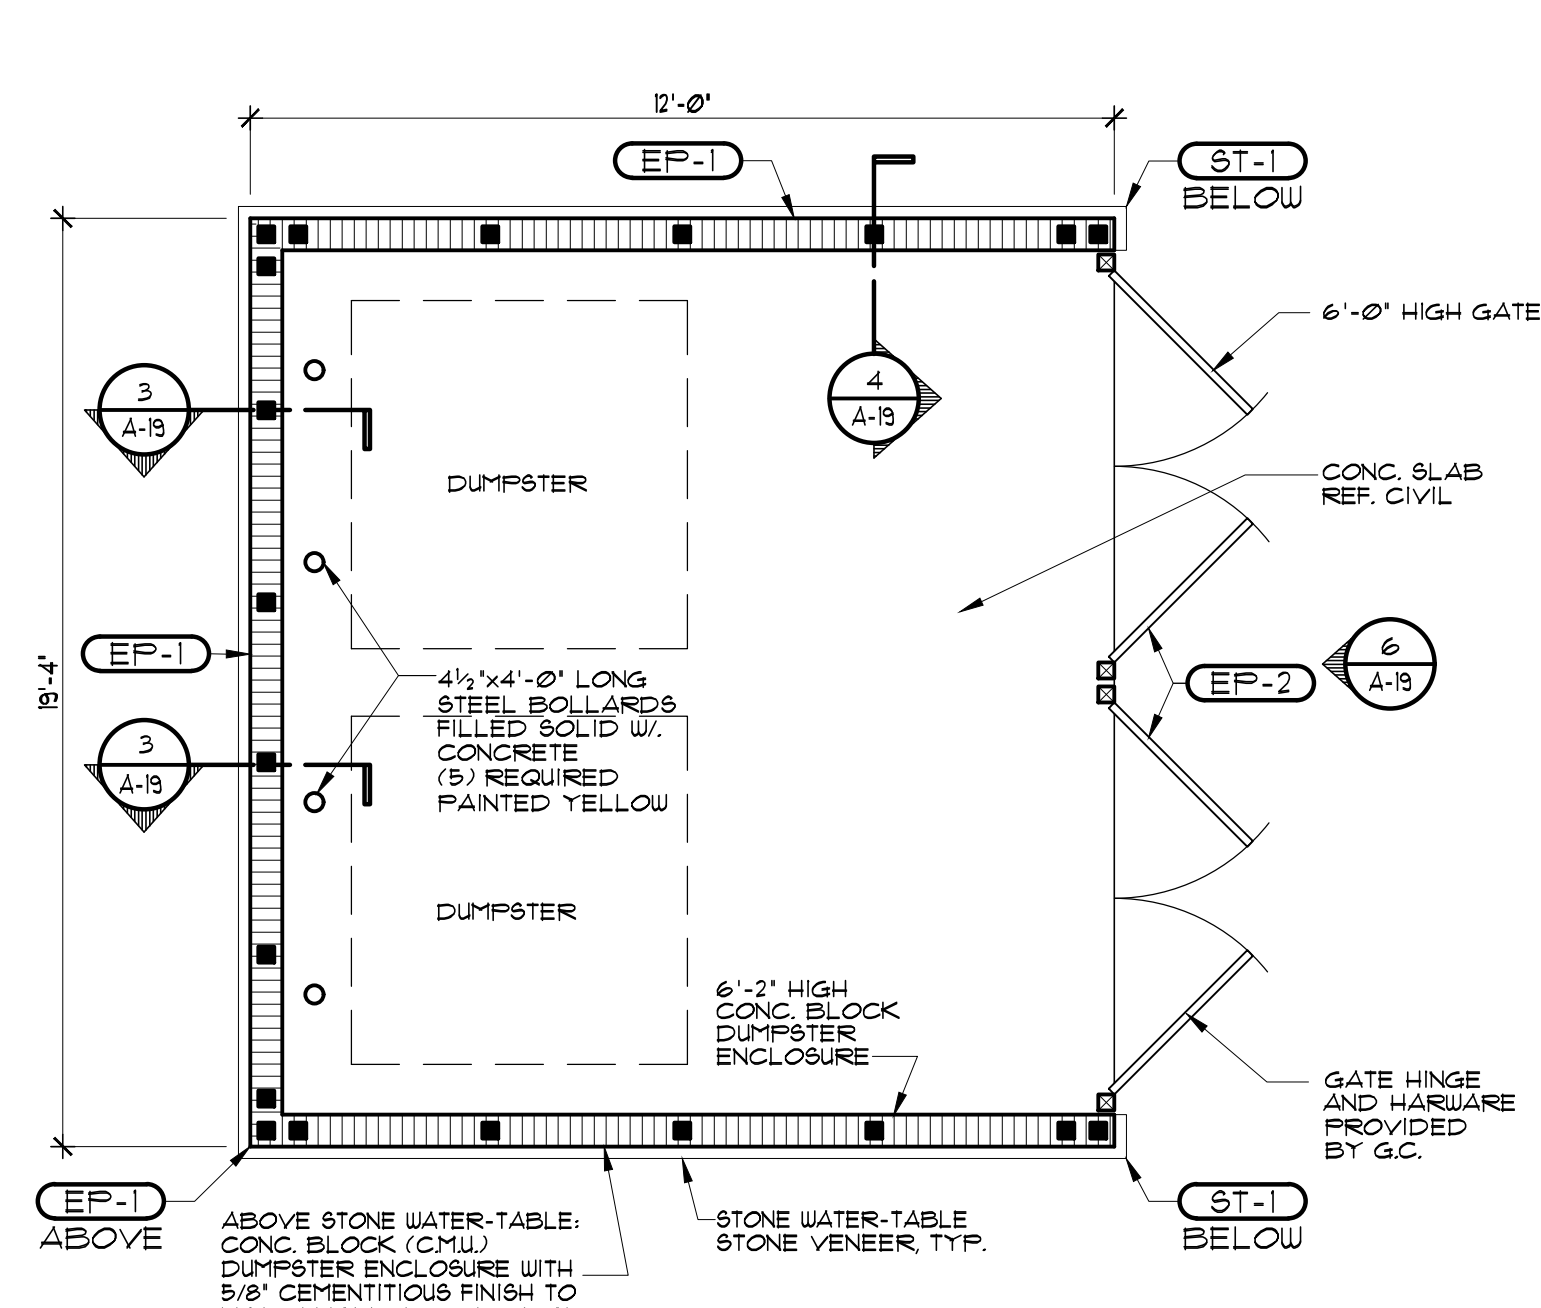 12'-0"
EP-1
ST-1
BELOW
6'-0" HIGH GATE
3
A-19
4
A-19
DUMPSTER
CONC. SLAB
REF. CIVIL
19'-4"
EP-1
4½"x4'-0" LONG
STEEL BOLLARDS
FILLED SOLID W/.
CONCRETE
(5) REQUIRED
PAINTED YELLOW
EP-2
6
A-19
3
A-19
DUMPSTER
6'-2" HIGH
CONC. BLOCK
DUMPSTER
ENCLOSURE
GATE HINGE
AND HARWARE
PROVIDED
BY G.C.
EP-1
ABOVE
ABOVE STONE WATER-TABLE:
CONC. BLOCK (C.M.U.)
DUMPSTER ENCLOSURE WITH
5/8" CEMENTITIOUS FINISH TO
STONE WATER-TABLE
STONE VENEER, TYP.
ST-1
BELOW